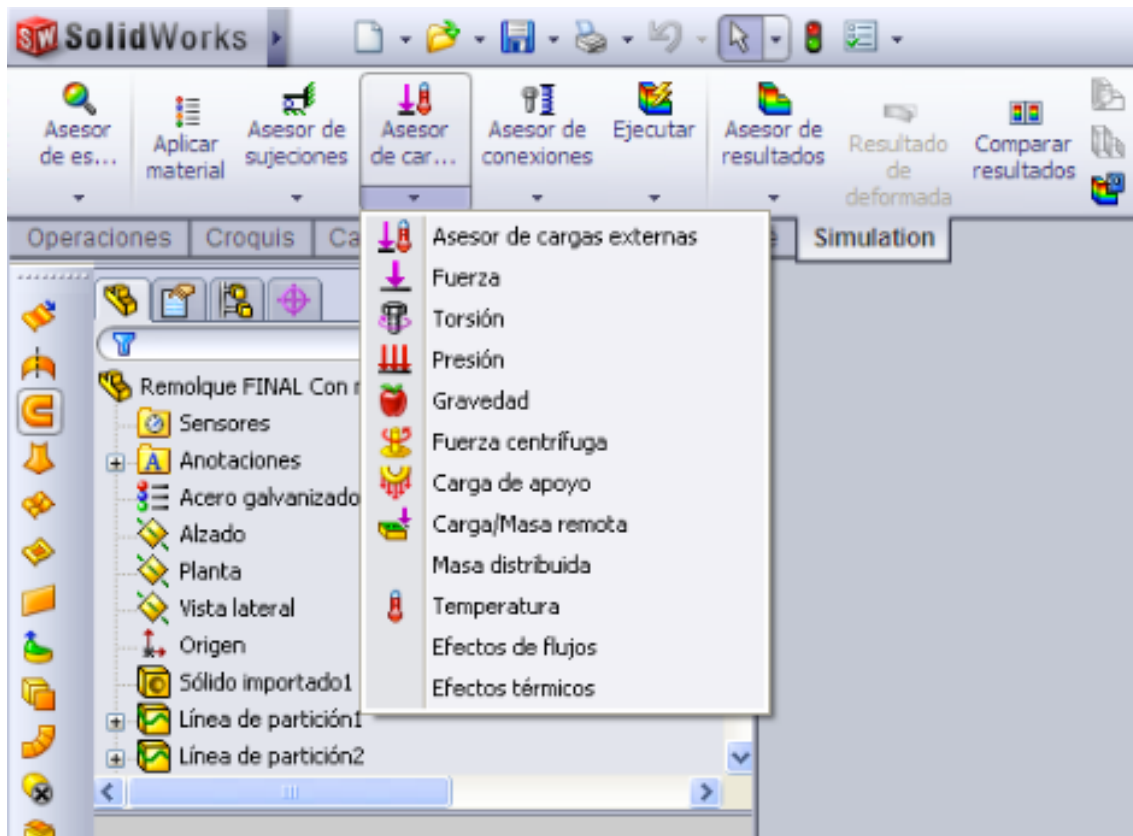 SolidWorks
Asesor de es...
Aplicar material
Asesor de sujeciones
Asesor de car...
Asesor de conexiones
Ejecutar
Asesor de resultados
Resultado de deformada
Comparar resultados
Operaciones
Croquis
Ca
Simulation
Asesor de cargas externas
Fuerza
Torsión
Presión
Gravedad
Fuerza centrífuga
Carga de apoyo
Carga/Masa remota
Masa distribuida
Temperatura
Efectos de flujos
Efectos térmicos
Remolque FINAL Con
Sensores
Anotaciones
Acero galvanizado
Alzado
Planta
Vista lateral
Origen
Sólido importado1
Línea de partición1
Línea de partición2